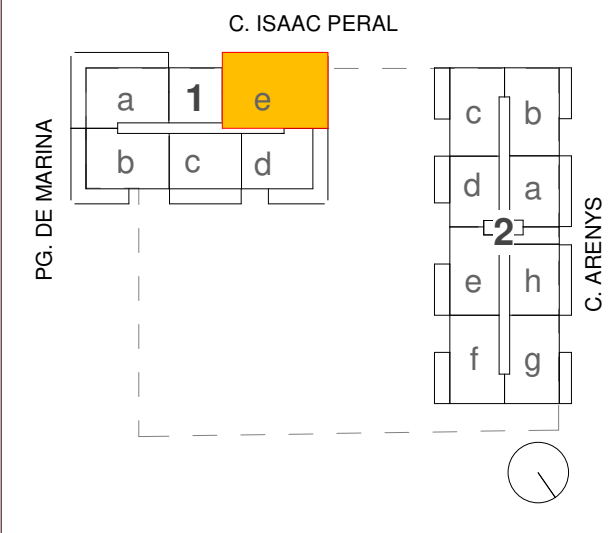 C. ISAAC PERAL
PG. DE MARINA
a 1 e
b c d
c b
d a
2
e h
f g
C. ARENYS